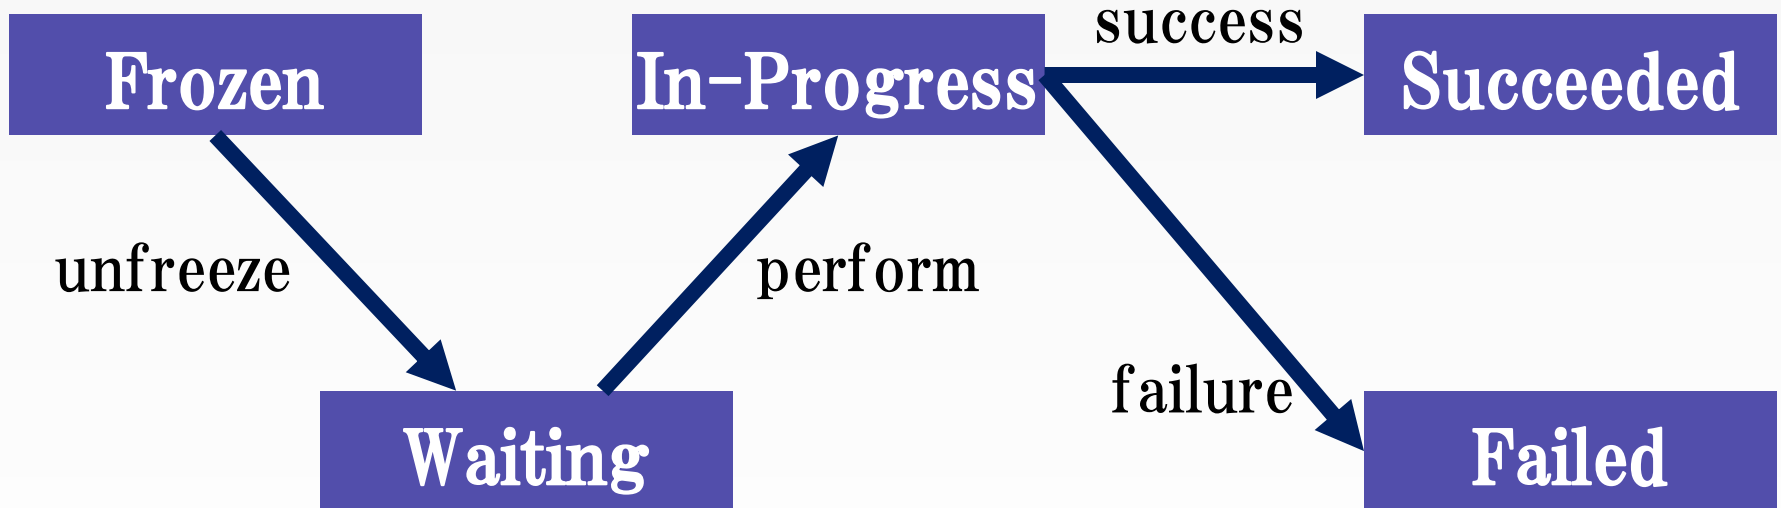 success
Frozen
In-Progress
Succeeded
unfreeze
perform
failure
Waiting
Failed